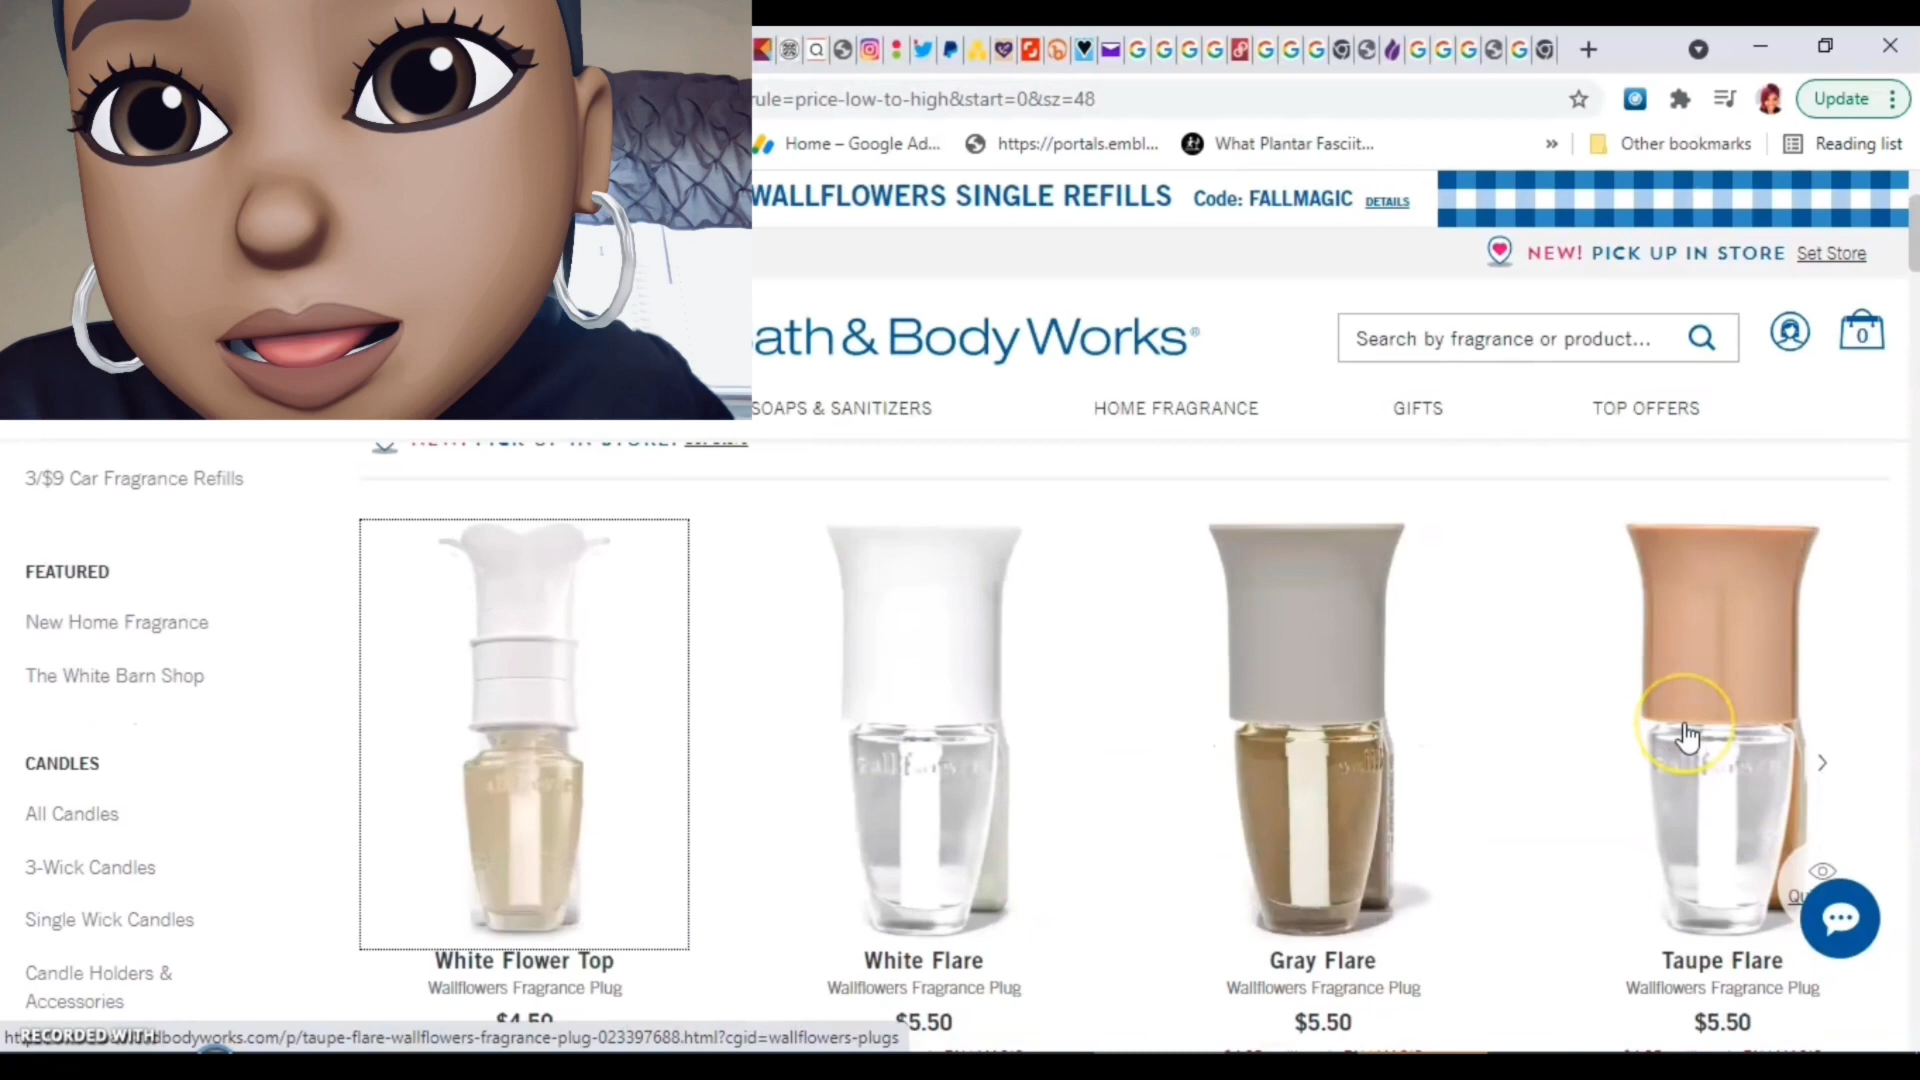 rule=price-low-to-high&start=0&sz=48
Update
Home – Google Ad...
https://portals.embl...
What Plantar Fasciit...
»
Other bookmarks
Reading list
WALLFLOWERS SINGLE REFILLS Code: FALLMAGIC DETAILS
NEW! PICK UP IN STORE Set Store
ath & Body Works®
Search by fragrance or product...
0
SOAPS & SANITIZERS
HOME FRAGRANCE
GIFTS
TOP OFFERS
3/$9 Car Fragrance Refills
FEATURED
New Home Fragrance
The White Barn Shop
CANDLES
All Candles
3-Wick Candles
Single Wick Candles
Candle Holders &
Accessories
White Flower Top
Wallflowers Fragrance Plug
$4.50
White Flare
Wallflowers Fragrance Plug
$5.50
Gray Flare
Wallflowers Fragrance Plug
$5.50
Taupe Flare
Wallflowers Fragrance Plug
$5.50
RECORDED WITH
dbodyworks.com/p/taupe-flare-wallflowers-fragrance-plug-023397688.html?cgid=wallflowers-plugs